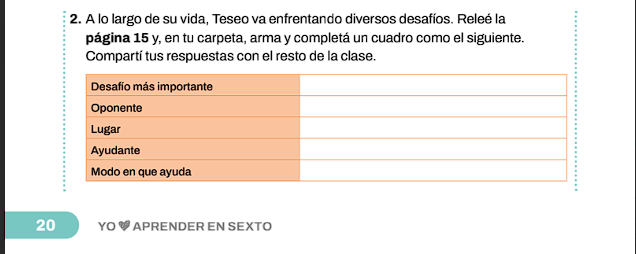 2. A lo largo de su vida, Teseo va enfrentando diversos desafíos. Releé la
página 15 y, en tu carpeta, arma y completá un cuadro como el siguiente.
Compartí tus respuestas con el resto de la clase.
Desafío más importante
Oponente
Lugar
Ayudante
Modo en que ayuda
20 YO APRENDER EN SEXTO